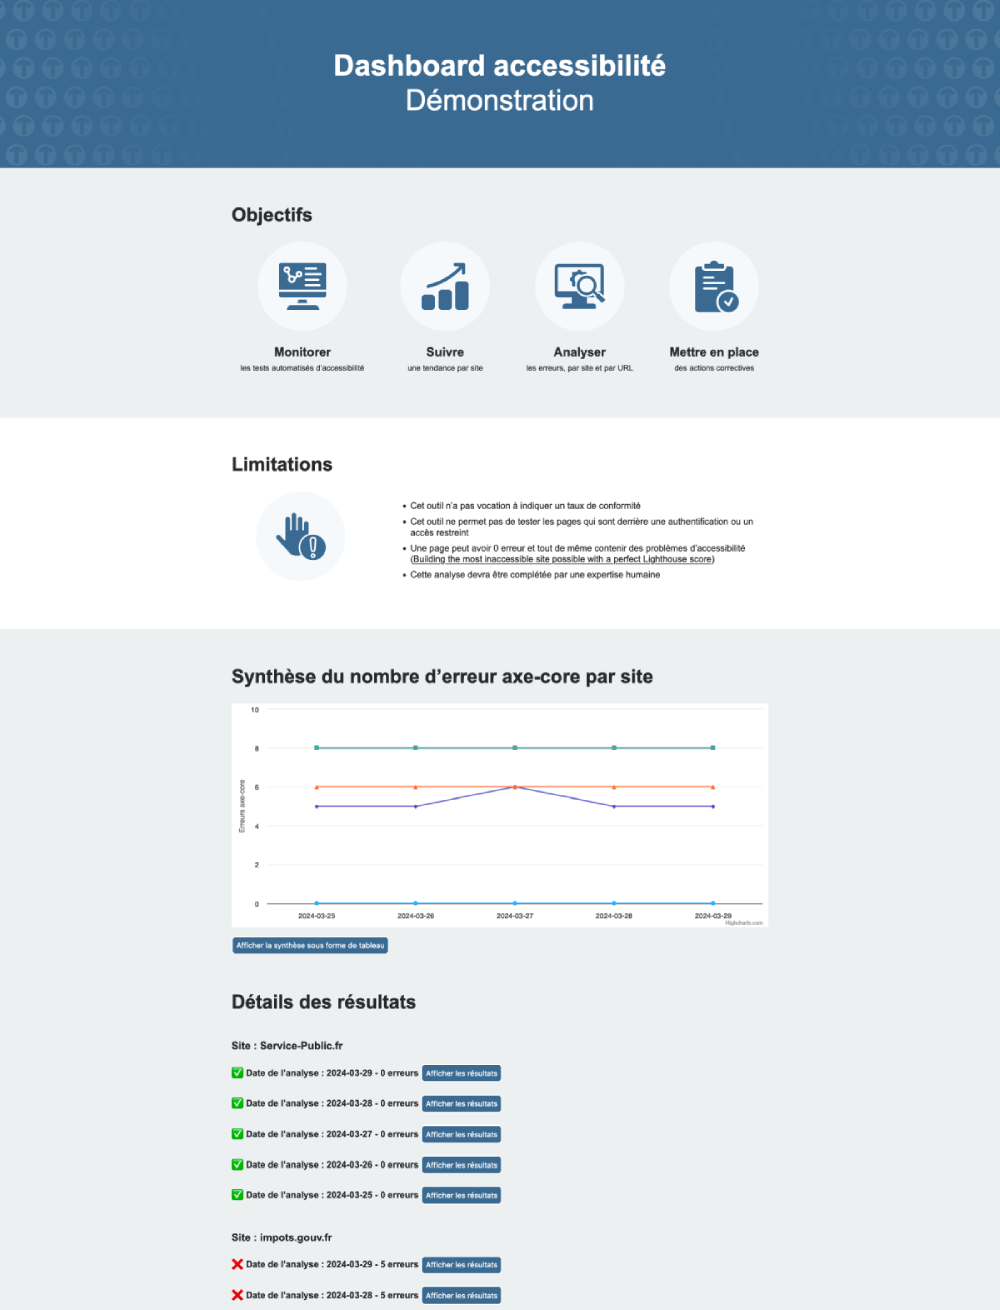 Dashboard accessibilité
Démonstration
Objectifs
Monitorer
les tests automatisés d'accessibilité
Suivre
une tendance par site
Analyser
les erreurs, par site et par URL
Mettre en place
des actions correctives
Limitations
• Cet outil n'a pas vocation à indiquer un taux de conformité
• Cet outil ne permet pas de tester les pages qui sont derrière une authentification ou un
accès restreint
• Une page peut avoir 0 erreur et tout de même contenir des problèmes d'accessibilité
(Building the most inaccessible site possible with a perfect Lighthouse score)
• Cette analyse devra être complétée par une expertise humaine
Synthèse du nombre d'erreur axe-core par site
Erreurs axe-core
10
8
6
4
2
0
2024-03-25 2024-03-26 2024-03-27 2024-03-28 2024-03-29
Highcharts.com
Afficher la synthèse sous forme de tableau
Détails des résultats
Site : Service-Public.fr
Date de l'analyse : 2024-03-29 - 0 erreurs Afficher les résultats
Date de l'analyse : 2024-03-28 - 0 erreurs Afficher les résultats
Date de l'analyse : 2024-03-27 - 0 erreurs Afficher les résultats
Date de l'analyse : 2024-03-26 - 0 erreurs Afficher les résultats
Date de l'analyse : 2024-03-25 - 0 erreurs Afficher les résultats
Site : impots.gouv.fr
Date de l'analyse : 2024-03-29 - 5 erreurs Afficher les résultats
Date de l'analyse : 2024-03-28 - 5 erreurs Afficher les résultats